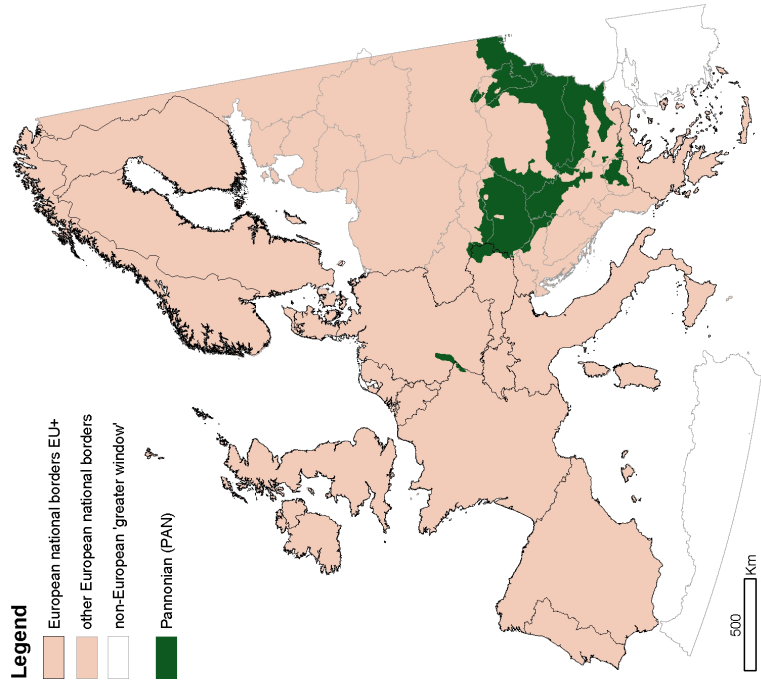 Legend
European national borders EU+
other European national borders
non-European 'greater window'
Pannonian (PAN)
500 Km